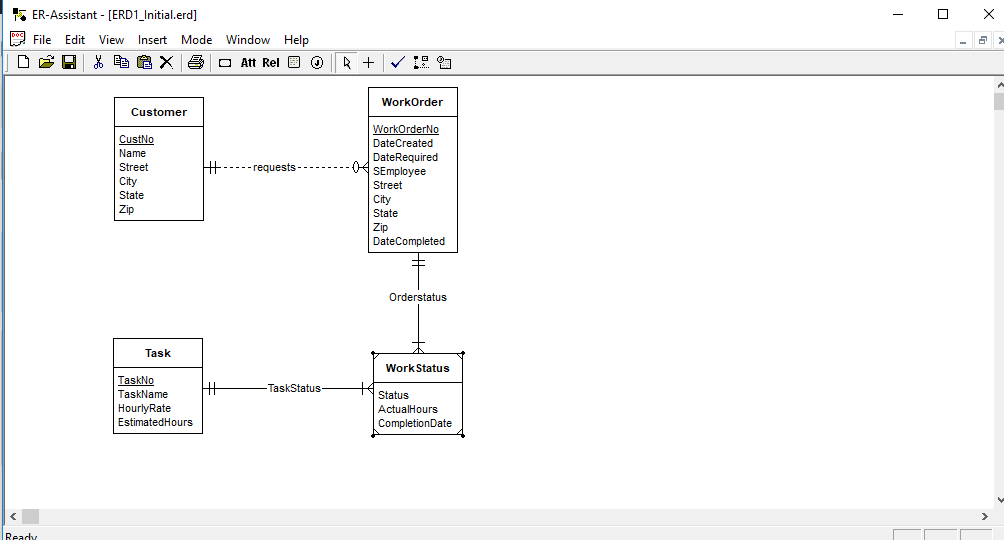 ER-Assistant - [ERD1_Initial.erd]
DOC File Edit View Insert Mode Window Help
Att Rel
Customer
CustNo
Name
Street
City
State
Zip
requests
WorkOrder
WorkOrderNo
DateCreated
DateRequired
SEmployee
Street
City
State
Zip
DateCompleted
Orderstatus
Task
TaskNo
TaskName
HourlyRate
EstimatedHours
TaskStatus
WorkStatus
Status
ActualHours
CompletionDate
Ready